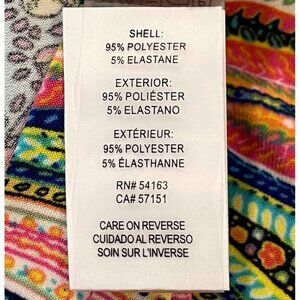 SHELL:
95% POLYESTER
5% ELASTANE
EXTERIOR:
95% POLIÉSTER
5% ELASTANO
EXTÉRIEUR:
95% POLYESTER
5% ÉLASTHANNE
RN# 54163
CA# 57151
CARE ON REVERSE
CUIDADO AL REVERSO
SOIN SUR L'INVERSE